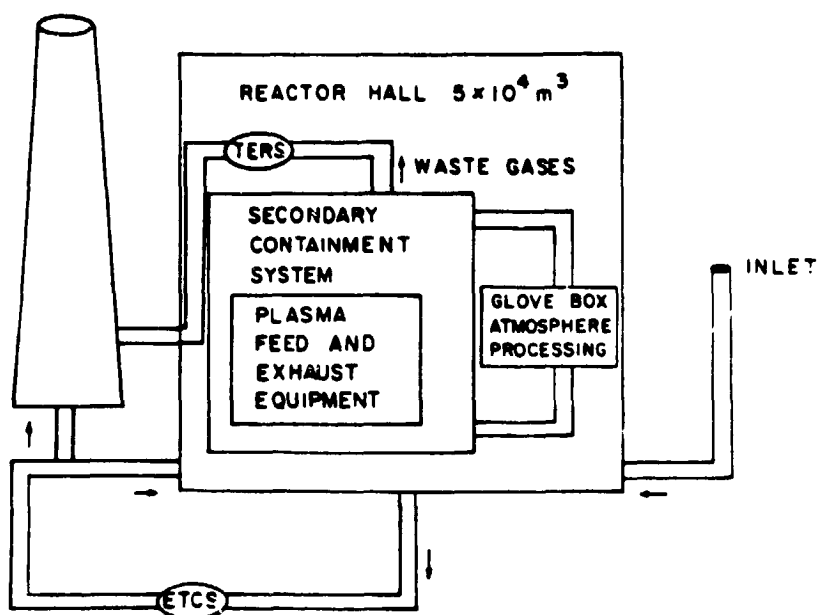 REACTOR HALL 5×10⁴ m³
TERS
WASTE GASES
SECONDARY
CONTAINMENT
SYSTEM
PLASMA
FEED AND
EXHAUST
EQUIPMENT
GLOVE BOX
ATMOSPHERE
PROCESSING
INLET
ETCS